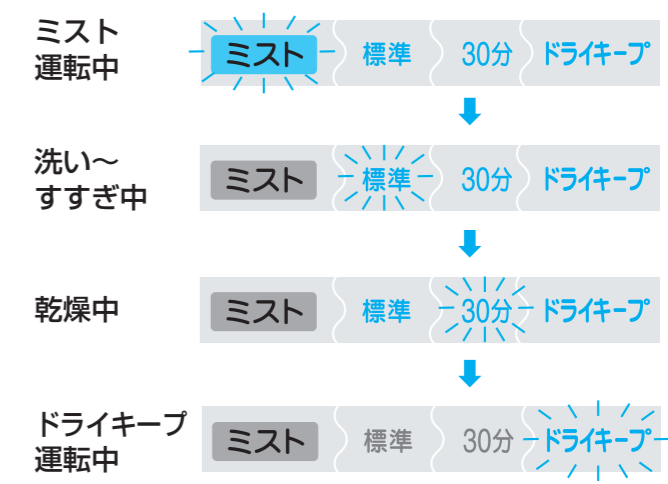 ミスト
運転中
ミスト 標準 30分 ドライキープ
洗い～
すすぎ中
ミスト 標準 30分 ドライキープ
乾燥中
ミスト 標準 30分 ドライキープ
ドライキープ
運転中
ミスト 標準 30分 ドライキープ